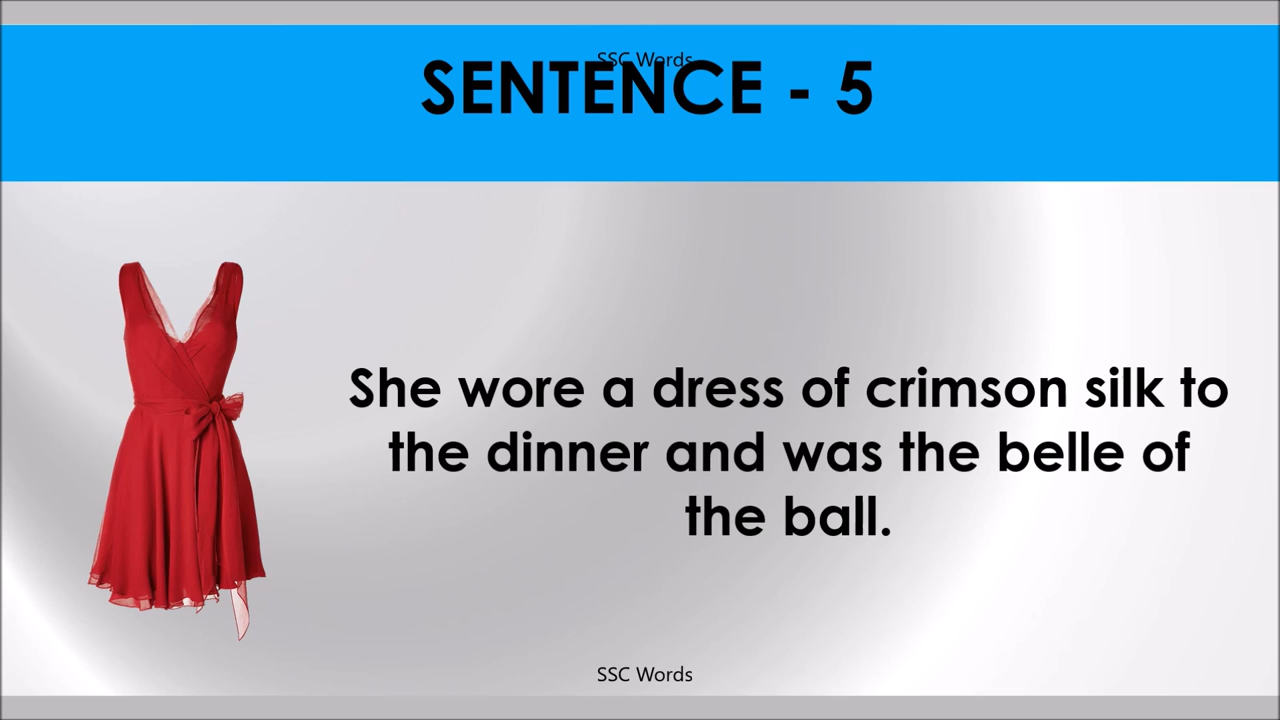 SSC Words
SENTENCE - 5
She wore a dress of crimson silk to
the dinner and was the belle of
the ball.
SSC Words